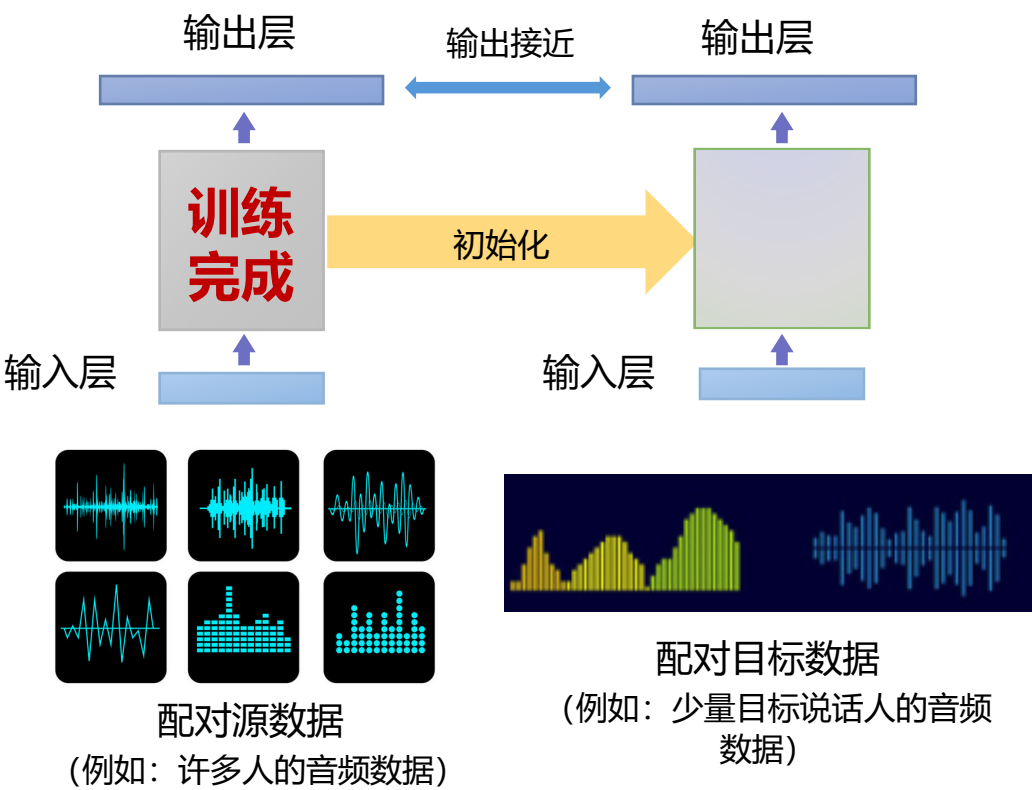 输出层
输出接近
输出层
训练
完成
初始化
输入层
输入层
配对源数据
（例如：许多人的音频数据）
配对目标数据
（例如：少量目标说话人的音频
数据）